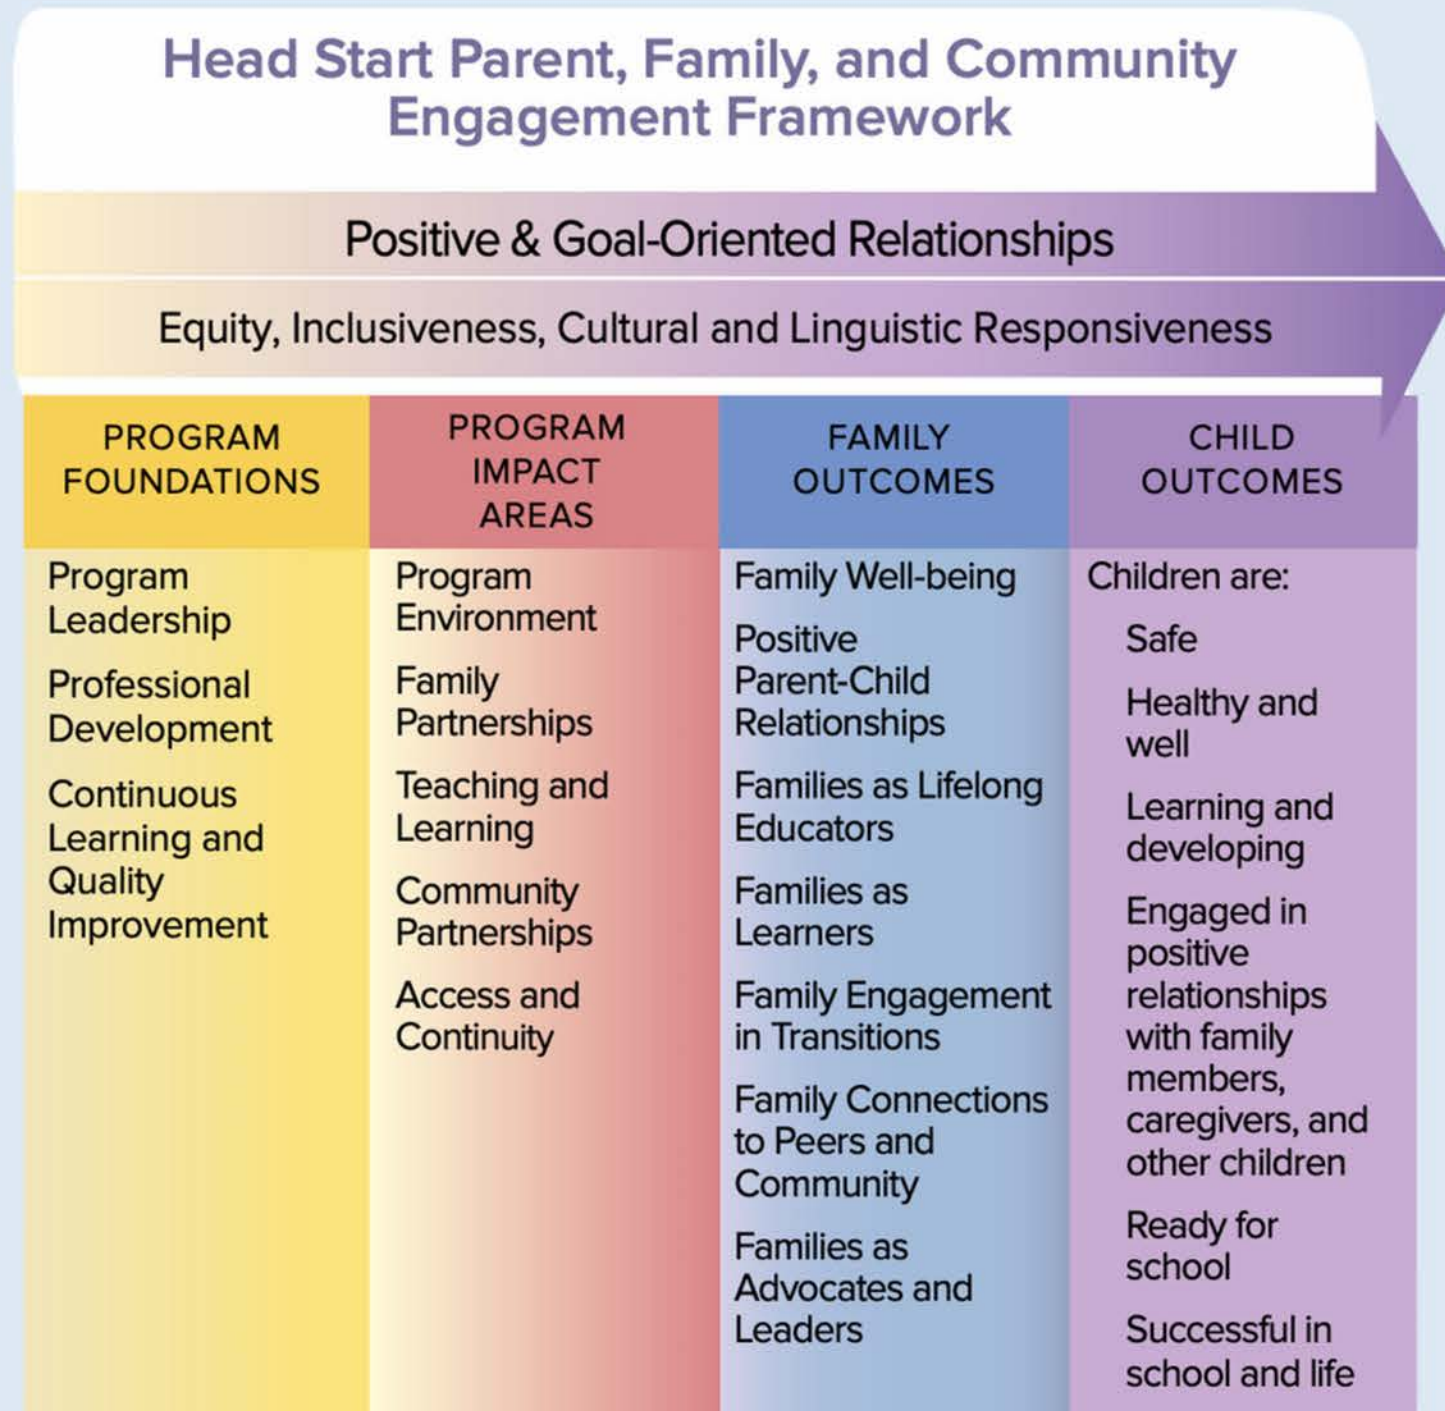 Head Start Parent, Family, and Community
Engagement Framework
Positive & Goal-Oriented Relationships
Equity, Inclusiveness, Cultural and Linguistic Responsiveness
PROGRAM
FOUNDATIONS
Program
Leadership
Professional
Development
Continuous
Learning and
Quality
Improvement
PROGRAM
IMPACT
AREAS
Program
Environment
Family
Partnerships
Teaching and
Learning
Community
Partnerships
Access and
Continuity
FAMILY
OUTCOMES
Family Well-being
Positive
Parent-Child
Relationships
Families as Lifelong
Educators
Families as
Learners
Family Engagement
in Transitions
Family Connections
to Peers and
Community
Families as
Advocates and
Leaders
CHILD
OUTCOMES
Children are:
Safe
Healthy and
well
Learning and
developing
Engaged in
positive
relationships
with family
members,
caregivers, and
other children
Ready for
school
Successful in
school and life